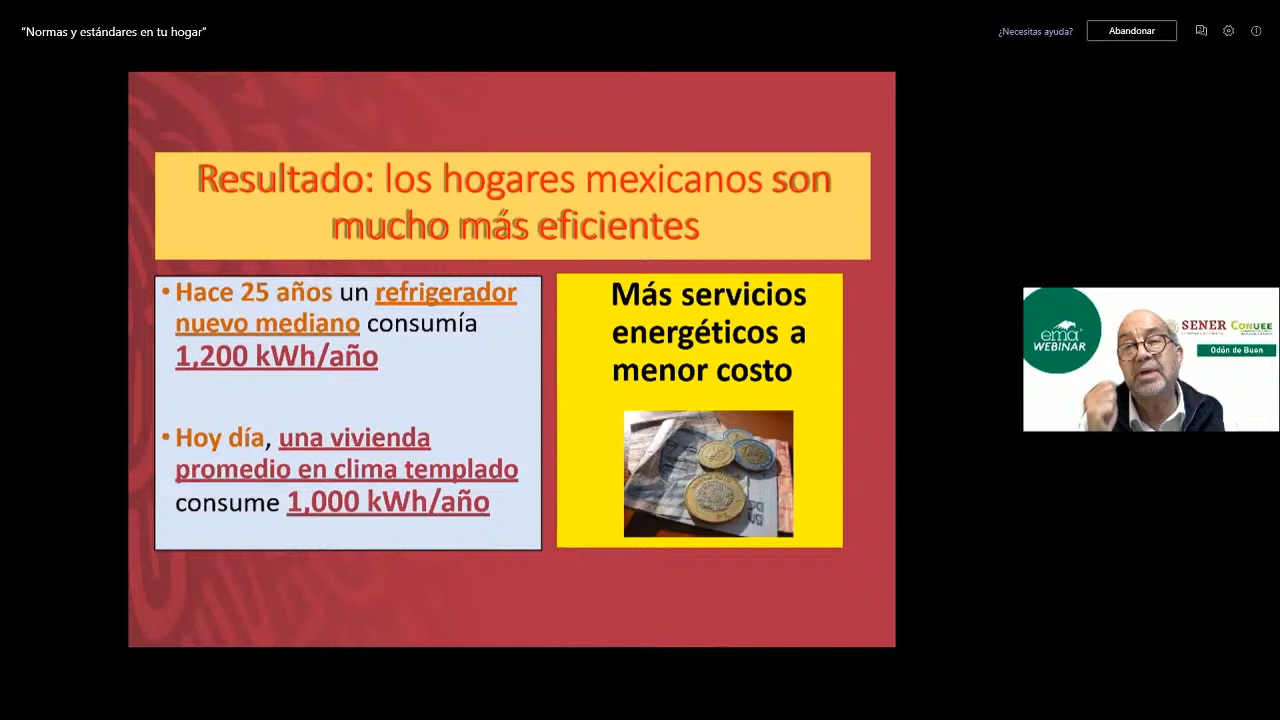 “Normas y estándares en tu hogar”
¿Necesitas ayuda?
Abandonar
Resultado: los hogares mexicanos son
mucho más eficientes
• Hace 25 años un refrigerador
nuevo mediano consumía
1,200 kWh/año
• Hoy día, una vivienda
promedio en clima templado
consume 1,000 kWh/año
Más servicios
energéticos a
menor costo
ema
WEBINAR
SENER
CONUEE
Odón de Buen